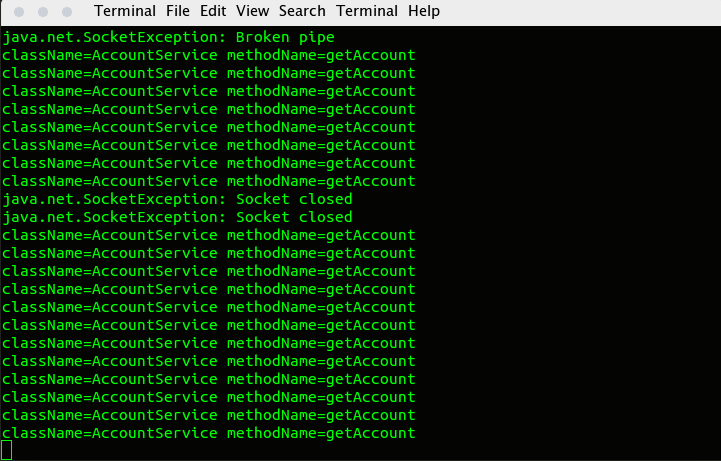 Terminal File Edit View Search Terminal Help
java.net.SocketException: Broken pipe
className=AccountService methodName=getAccount
className=AccountService methodName=getAccount
className=AccountService methodName=getAccount
className=AccountService methodName=getAccount
className=AccountService methodName=getAccount
className=AccountService methodName=getAccount
className=AccountService methodName=getAccount
className=AccountService methodName=getAccount
java.net.SocketException: Socket closed
java.net.SocketException: Socket closed
className=AccountService methodName=getAccount
className=AccountService methodName=getAccount
className=AccountService methodName=getAccount
className=AccountService methodName=getAccount
className=AccountService methodName=getAccount
className=AccountService methodName=getAccount
className=AccountService methodName=getAccount
className=AccountService methodName=getAccount
className=AccountService methodName=getAccount
className=AccountService methodName=getAccount
className=AccountService methodName=getAccount
className=AccountService methodName=getAccount